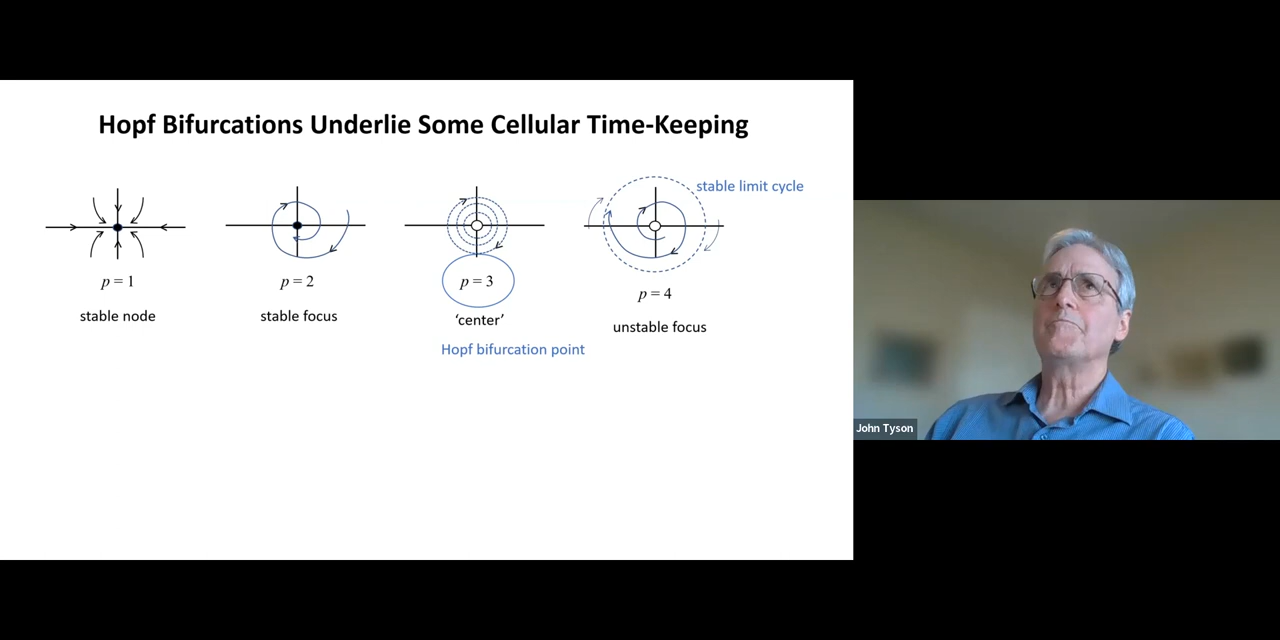 Hopf Bifurcations Underlie Some Cellular Time-Keeping
stable limit cycle
p = 1
p = 2
p = 3
p = 4
stable node
stable focus
‘center’
unstable focus
Hopf bifurcation point
John Tyson